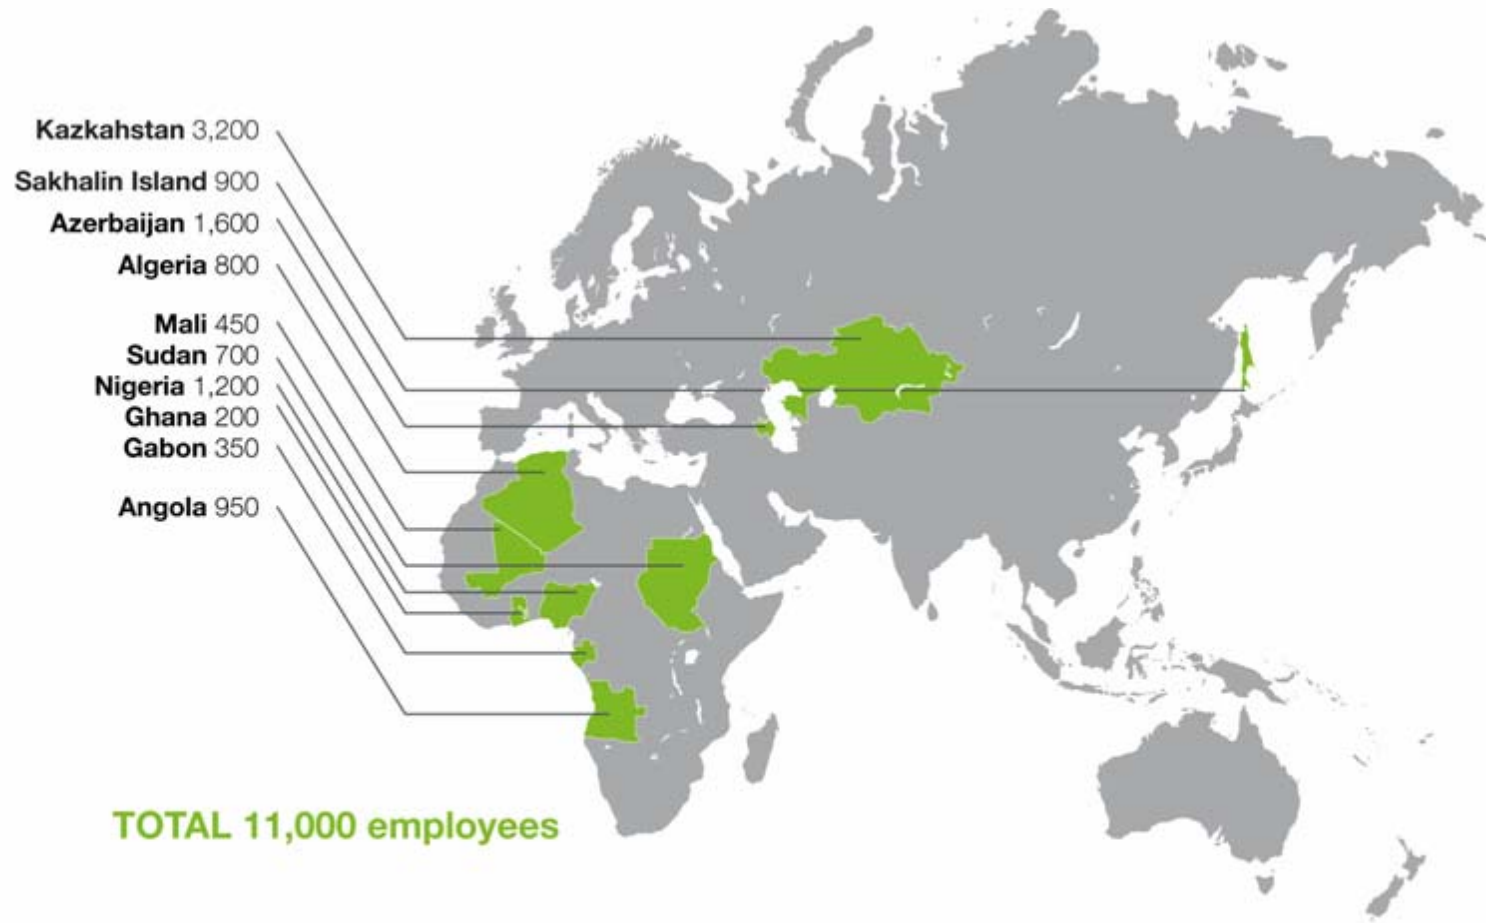 Kazkahstan 3,200
Sakhalin Island 900
Azerbaijan 1,600
Algeria 800
Mali 450
Sudan 700
Nigeria 1,200
Ghana 200
Gabon 350
Angola 950
TOTAL 11,000 employees